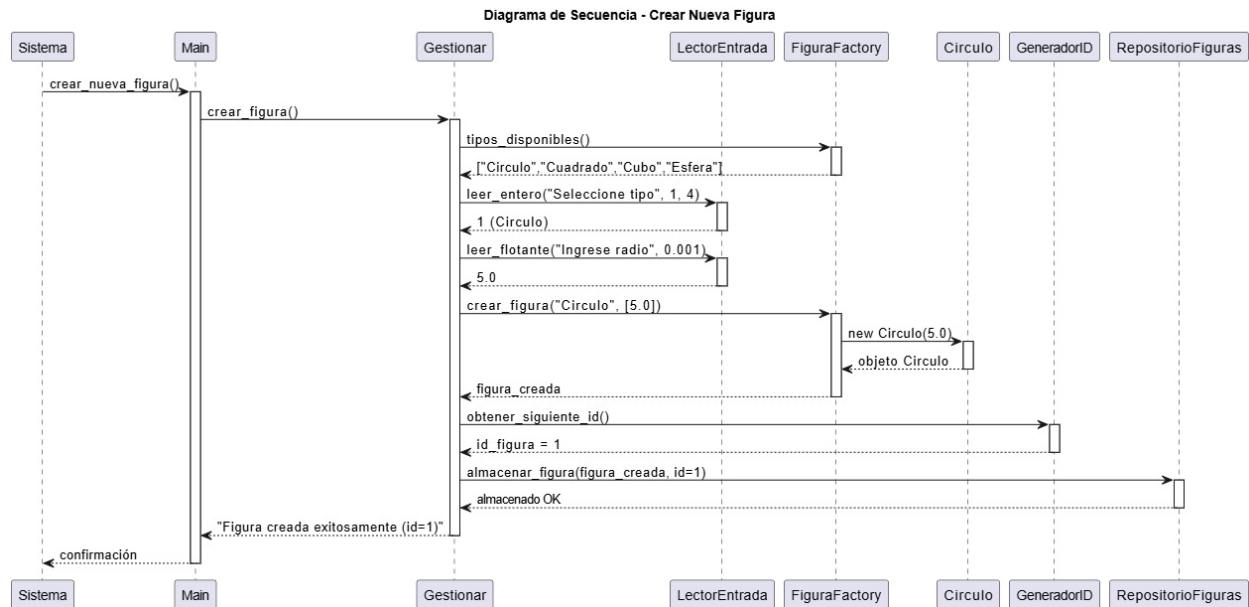 Diagrama de Secuencia - Crear Nueva Figura
Sistema Main Gestionar LectorEntrada FiguraFactory Circulo GeneradorID RepositorioFiguras
crear_nueva_figura()
crear_figura()
tipos_disponibles()
["Circulo","Cuadrado","Cubo","Esfera"]
leer_entero("Seleccione tipo", 1, 4)
1 (Circulo)
leer_flotante("Ingrese radio", 0.001)
5.0
crear_figura("Circulo", [5.0])
new Circulo(5.0)
objeto Circulo
figura_creada
obtener_siguiente_id()
id_figura = 1
almacenar_figura(figura_creada, id=1)
almacenado OK
"Figura creada exitosamente (id=1)"
confirmación
Sistema Main Gestionar LectorEntrada FiguraFactory Circulo GeneradorID RepositorioFiguras